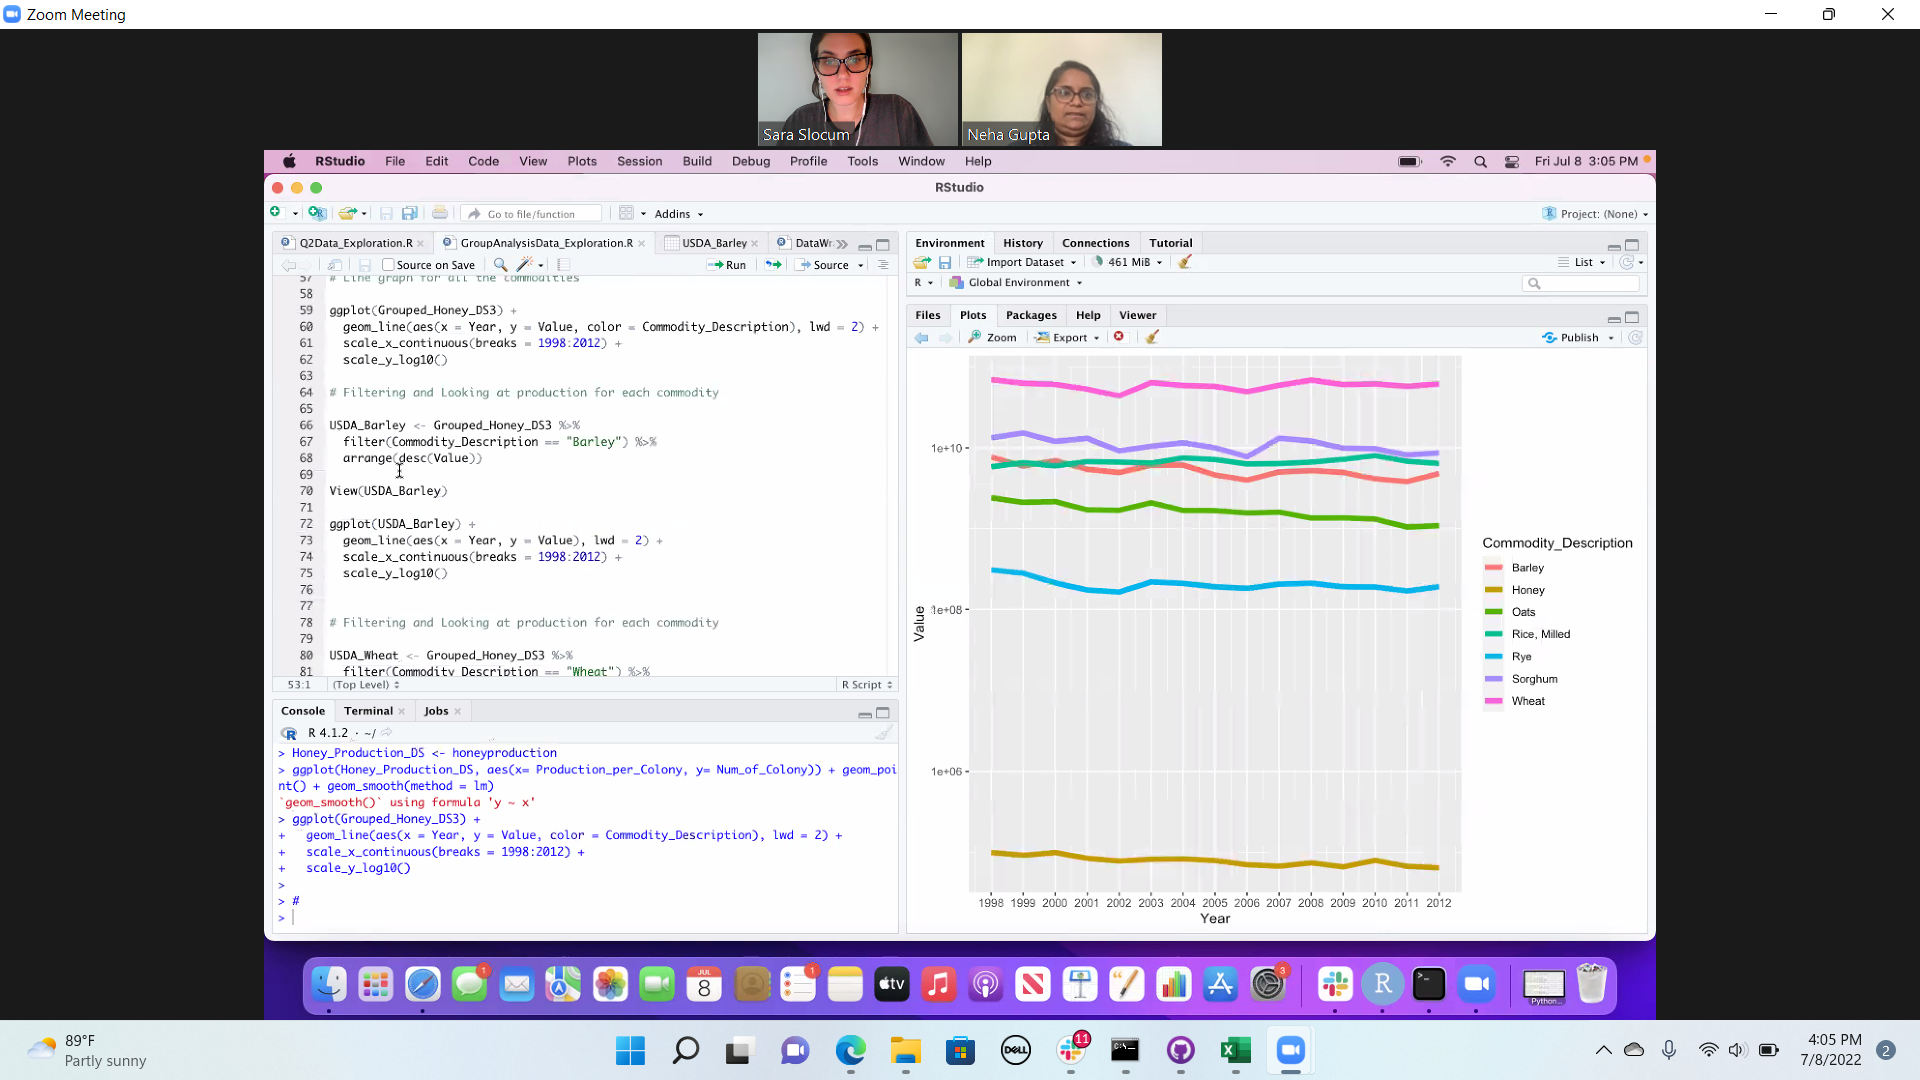 Zoom Meeting
Sara Slocum
Neha Gupta
RStudio File Edit Code View Plots Session Build Debug Profile Tools Window Help
Fri Jul 8 3:05 PM
RStudio
Go to file/function
Addins
Project: (None)
Q2Data_Exploration.R
GroupAnalysisData_Exploration.R
USDA_Barley
DataWr
Source on Save
Run
Source
57 # Line graph for all the commodities
58
59 ggplot(Grouped_Honey_DS3) +
60 geom_line(aes(x = Year, y = Value, color = Commodity_Description), lwd = 2) +
61 scale_x_continuous(breaks = 1998:2012) +
62 scale_y_log10()
63
64 # Filtering and Looking at production for each commodity
65
66 USDA_Barley <- Grouped_Honey_DS3 %>%
67 filter(Commodity_Description == "Barley") %>%
68 arrange(desc(Value))
69
70 View(USDA_Barley)
71
72 ggplot(USDA_Barley) +
73 geom_line(aes(x = Year, y = Value), lwd = 2) +
74 scale_x_continuous(breaks = 1998:2012) +
75 scale_y_log10()
76
77
78 # Filtering and Looking at production for each commodity
79
80 USDA_Wheat <- Grouped_Honey_DS3 %>%
81 filter(Commodity_Description == "Wheat") %>%
53:1 (Top Level) R Script
Console Terminal Jobs
R 4.1.2 · ~/
> Honey_Production_DS <- honeyproduction
> ggplot(Honey_Production_DS, aes(x= Production_per_Colony, y= Num_of_Colony)) + geom_poi
nt() + geom_smooth(method = lm)
`geom_smooth()` using formula 'y ~ x'
> ggplot(Grouped_Honey_DS3) +
+ geom_line(aes(x = Year, y = Value, color = Commodity_Description), lwd = 2) +
+ scale_x_continuous(breaks = 1998:2012) +
+ scale_y_log10()
>
> #
>
Environment History Connections Tutorial
Import Dataset 461 MiB List
R Global Environment
Files Plots Packages Help Viewer
Zoom Export Publish
1e+10
1e+08
1e+06
Value
1998 1999 2000 2001 2002 2003 2004 2005 2006 2007 2008 2009 2010 2011 2012
Year
Commodity_Description
Barley
Honey
Oats
Rice, Milled
Rye
Sorghum
Wheat
1
JUL
8
1
tv
3
R
Python...
89°F
Partly sunny
DELL
11
4:05 PM
7/8/2022
2